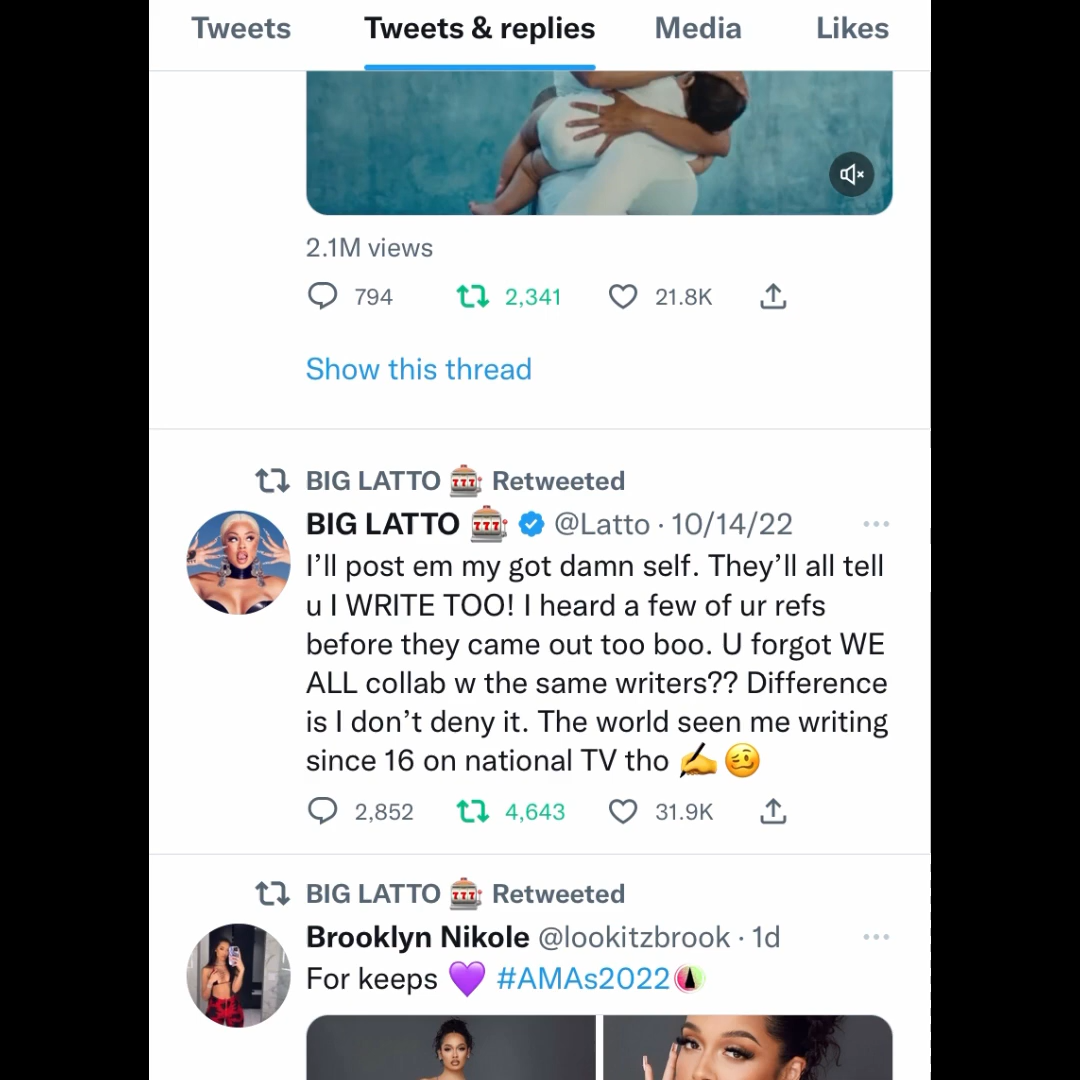 Tweets Tweets & replies Media Likes
2.1M views
794 2,341 21.8K
Show this thread
BIG LATTO 🎰 Retweeted
BIG LATTO 🎰 @Latto · 10/14/22
I’ll post em my got damn self. They’ll all tell
u I WRITE TOO! I heard a few of ur refs
before they came out too boo. U forgot WE
ALL collab w the same writers?? Difference
is I don’t deny it. The world seen me writing
since 16 on national TV tho ✍️🥴
2,852 4,643 31.9K
BIG LATTO 🎰 Retweeted
Brooklyn Nikole @lookitzbrook · 1d
For keeps 💜 #AMAs2022